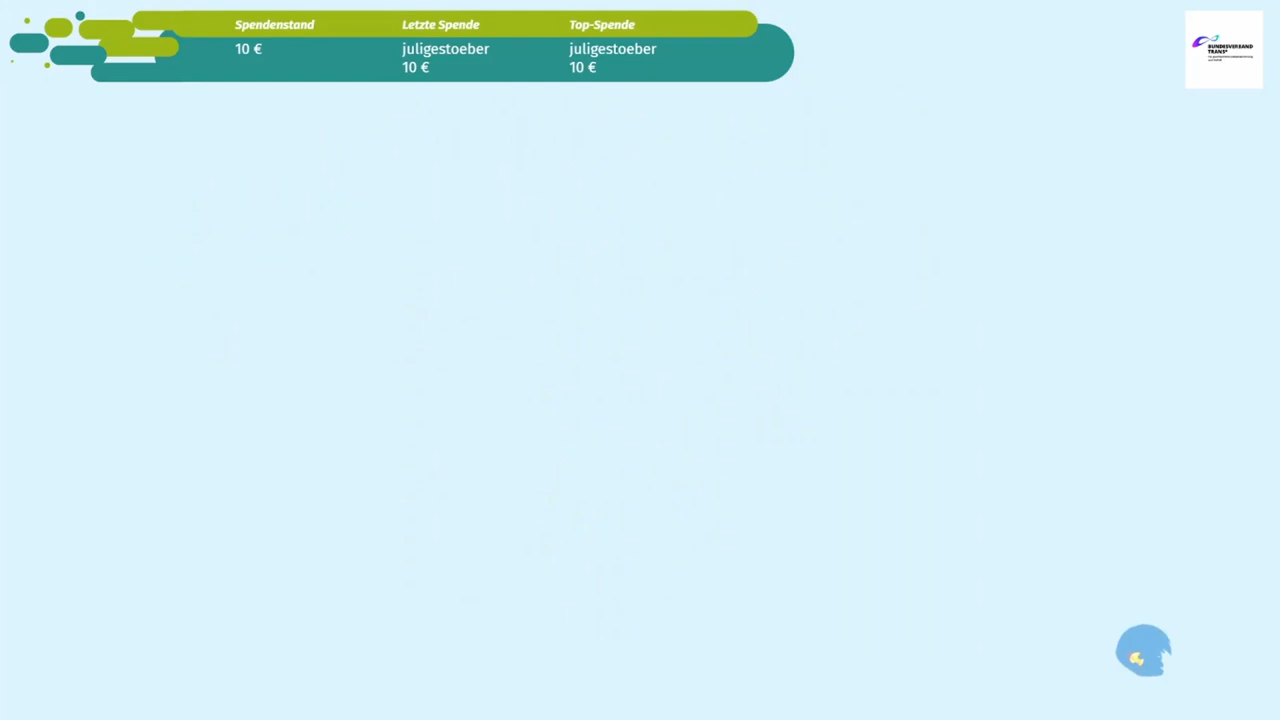 Spendenstand Letzte Spende Top-Spende
10 € juligestoeber juligestoeber
10 € 10 €
BUNDESVERBAND
TRANS*